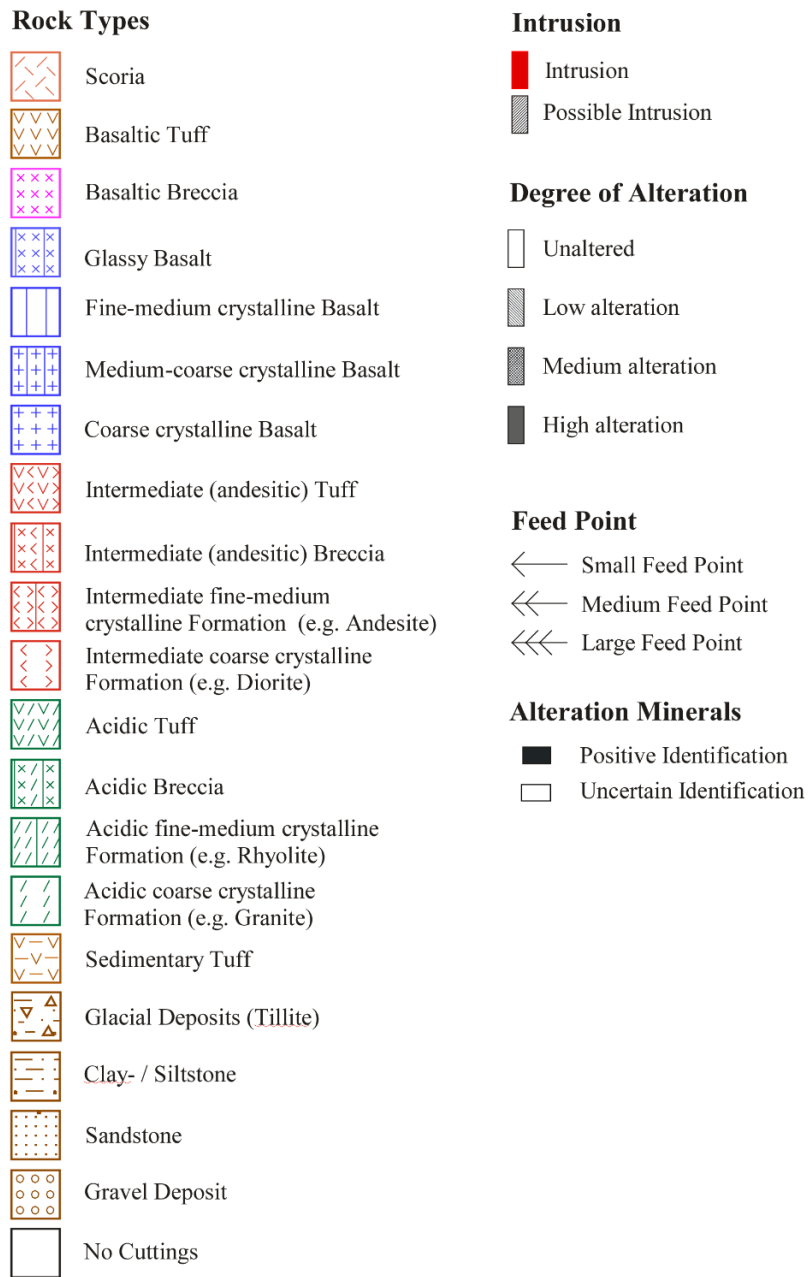 Rock Types
Scoria
Basaltic Tuff
Basaltic Breccia
Glassy Basalt
Fine-medium crystalline Basalt
Medium-coarse crystalline Basalt
Coarse crystalline Basalt
Intermediate (andesitic) Tuff
Intermediate (andesitic) Breccia
Intermediate fine-medium
crystalline Formation (e.g. Andesite)
Intermediate coarse crystalline
Formation (e.g. Diorite)
Acidic Tuff
Acidic Breccia
Acidic fine-medium crystalline
Formation (e.g. Rhyolite)
Acidic coarse crystalline
Formation (e.g. Granite)
Sedimentary Tuff
Glacial Deposits (Tillite)
Clay- / Siltstone
Sandstone
Gravel Deposit
No Cuttings
Intrusion
Intrusion
Possible Intrusion
Degree of Alteration
Unaltered
Low alteration
Medium alteration
High alteration
Feed Point
Small Feed Point
Medium Feed Point
Large Feed Point
Alteration Minerals
Positive Identification
Uncertain Identification